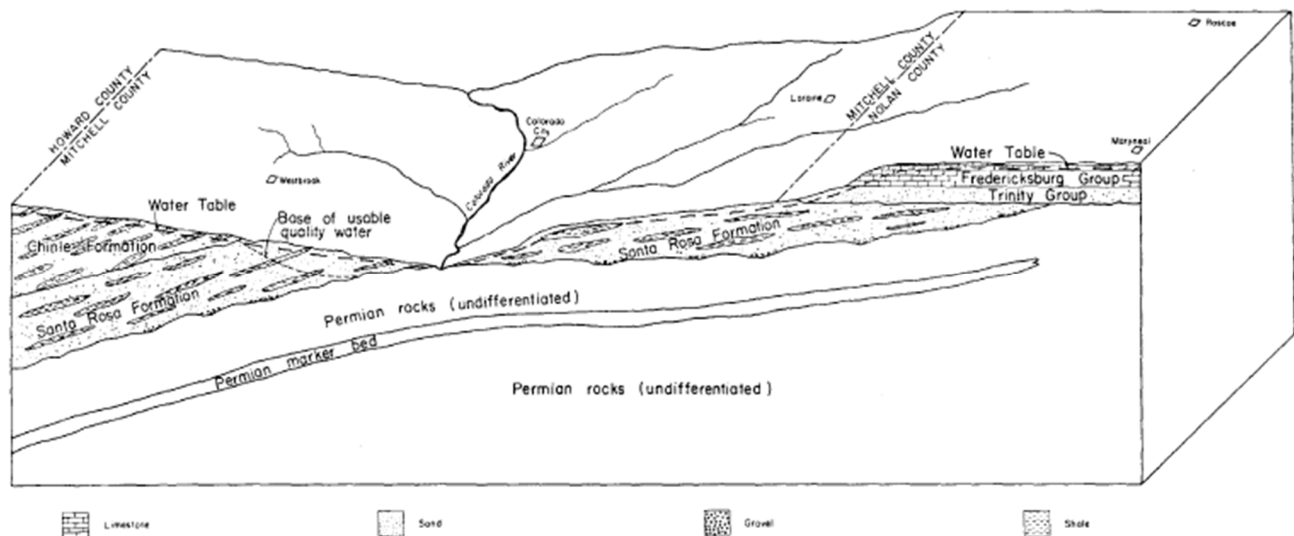 Roscoe
HOWARD COUNTY
MITCHELL COUNTY
MITCHELL COUNTY
NOLAN COUNTY
Loraine
Colorado
City
Colorado River
Maryneal
Westbrook
Water Table
Fredericksburg Group
Trinity Group
Water Table
Base of usable
quality water
Chinle Formation
Santa Rosa Formation
Santa Rosa Formation
Permian rocks (undifferentiated)
Permian marker bed
Permian rocks (undifferentiated)
Limestone
Sand
Gravel
Shale